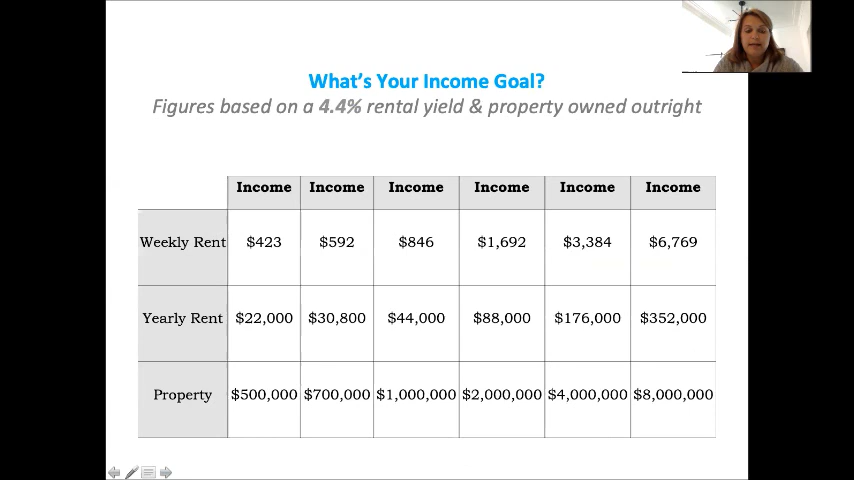 What's Your Income Goal?
Figures based on a 4.4% rental yield & property owned outright
Income Income Income Income Income Income
Weekly Rent $423 $592 $846 $1,692 $3,384 $6,769
Yearly Rent $22,000 $30,800 $44,000 $88,000 $176,000 $352,000
Property $500,000 $700,000 $1,000,000 $2,000,000 $4,000,000 $8,000,000